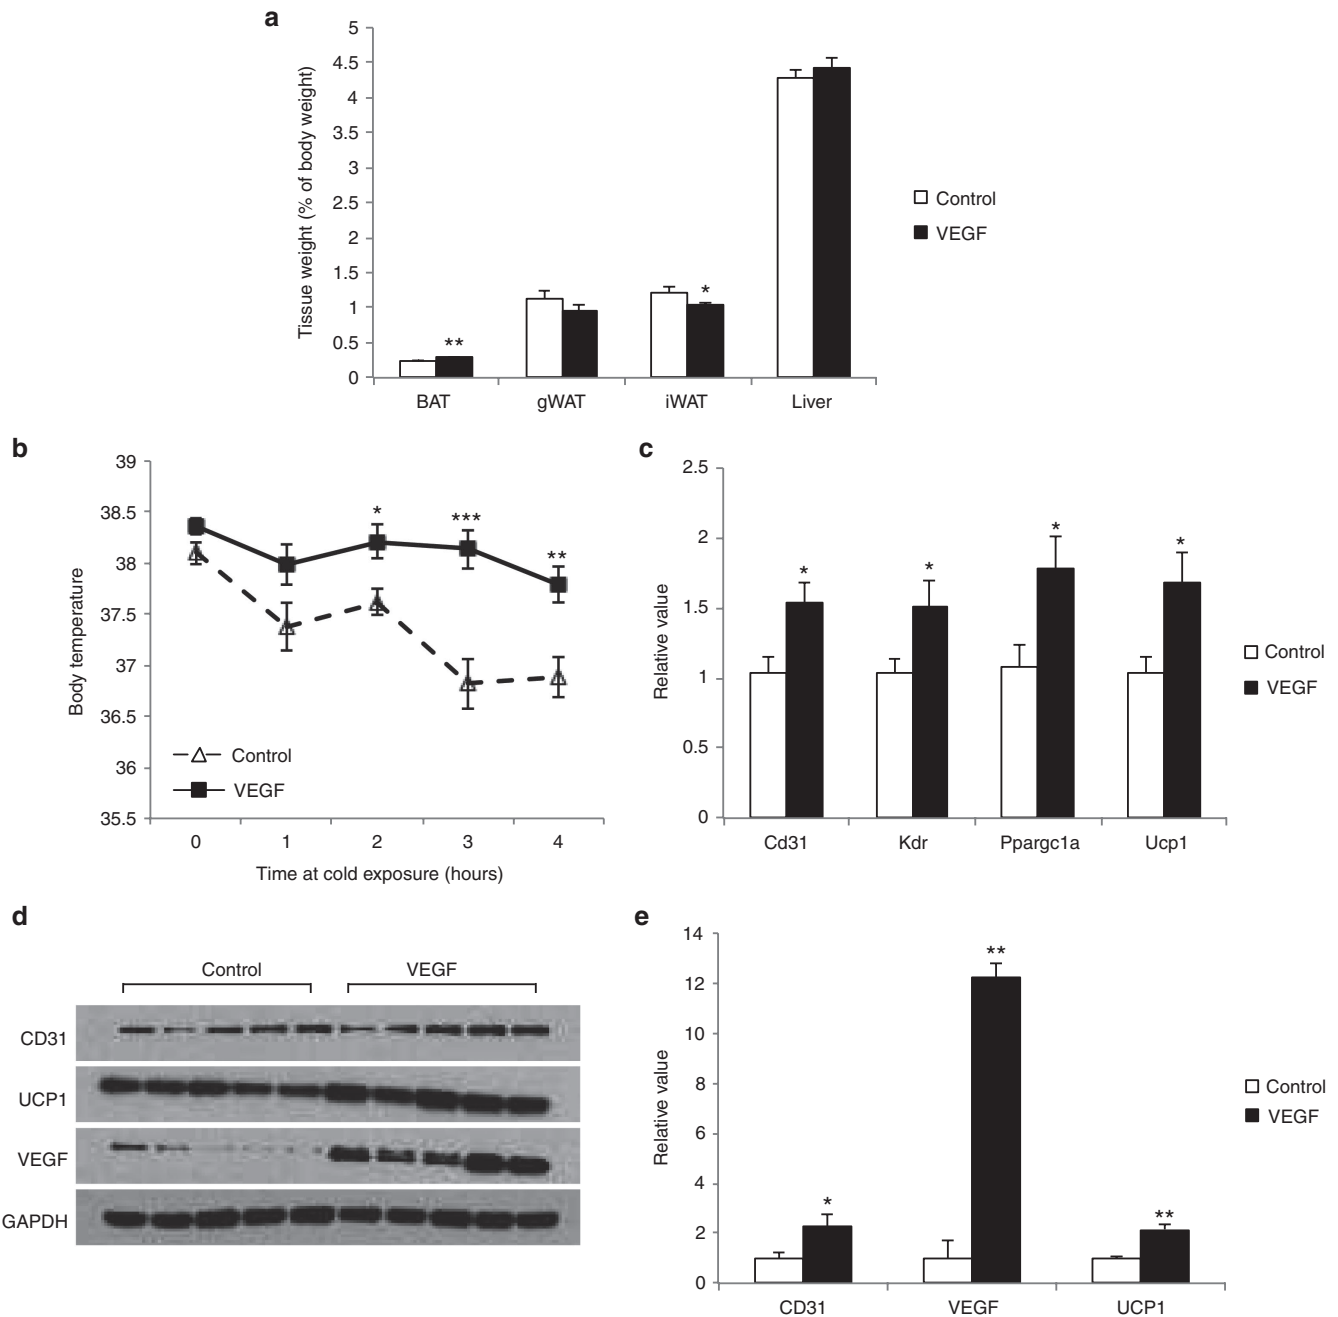 a
Tissue weight (% of body weight)
5
4.5
4
3.5
3
2.5
2
1.5
1
0.5
0
**
*
BAT gWAT iWAT Liver
Control
VEGF
b
Body temperature
39
38.5
38
37.5
37
36.5
36
35.5
* *** **
Control
VEGF
0 1 2 3 4
Time at cold exposure (hours)
c
Relative value
2.5
2
1.5
1
0.5
0
* * * *
Cd31 Kdr Ppargc1a Ucp1
Control
VEGF
d
Control VEGF
CD31
UCP1
VEGF
GAPDH
e
Relative value
14
12
10
8
6
4
2
0
* ** **
CD31 VEGF UCP1
Control
VEGF